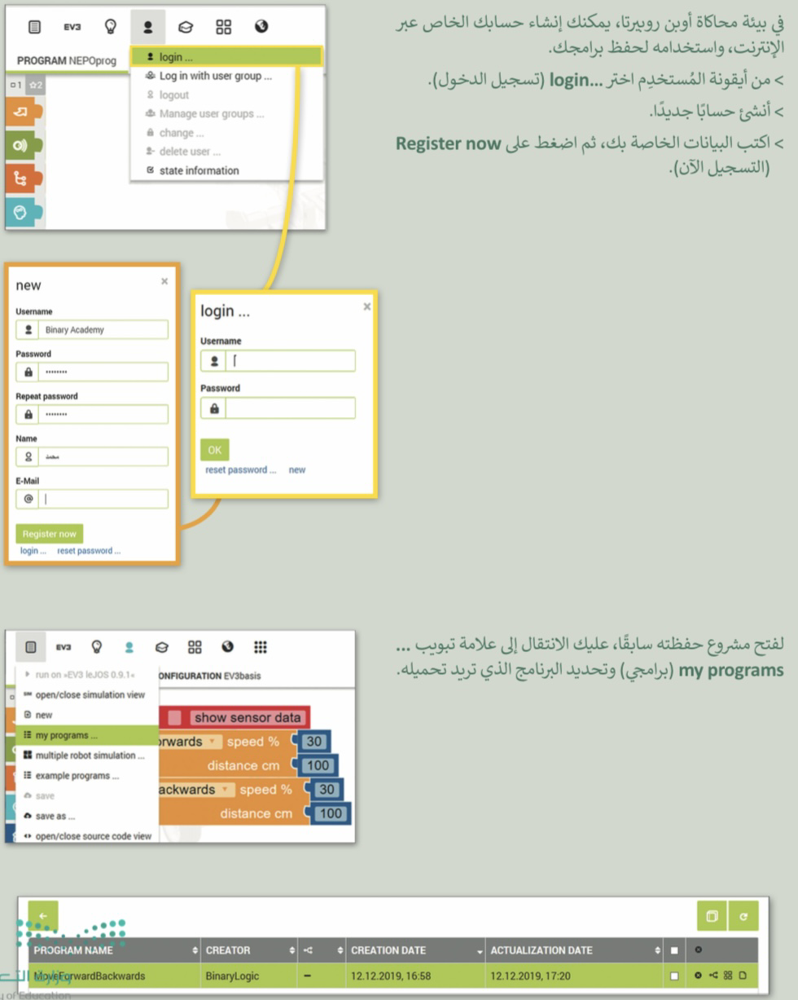 في بيئة محاكاة أوبن روبيرتا، يمكنك إنشاء حسابك الخاص عبر
الإنترنت، واستخدامه لحفظ برامجك.
> من أيقونة المُستخدِم اختر login... (تسجيل الدخول).
> أنشئ حسابًا جديدًا.
> اكتب البيانات الخاصة بك، ثم اضغط على Register now
(التسجيل الآن).
EV3
PROGRAM NEPOprog
1 2
login ...
Log in with user group ...
logout
Manage user groups ...
change ...
delete user ...
state information
login ...
Username
Password
OK
reset password ... new
new
Username
Binary Academy
Password
Repeat password
Name
E-Mail
@
Register now
login ... reset password ...
لفتح مشروع حفظته سابقًا، عليك الانتقال إلى علامة تبويب ...
my programs (برامجي) وتحديد البرنامج الذي تريد تحميله.
EV3
ONFIGURATION EV3basis
run on »EV3 leJOS 0.9.1«
SIM open/close simulation view
new
my programs ...
multiple robot simulation ...
example programs ...
save
save as ...
open/close source code view
show sensor data
orwards speed % 30
distance cm 100
ackwards speed % 30
distance cm 100
PROGRAM NAME CREATOR CREATION DATE ACTUALIZATION DATE
MoveForwardBackwards BinaryLogic – 12.12.2019, 16:58 12.12.2019, 17:20
وزارة التـ
y of Education